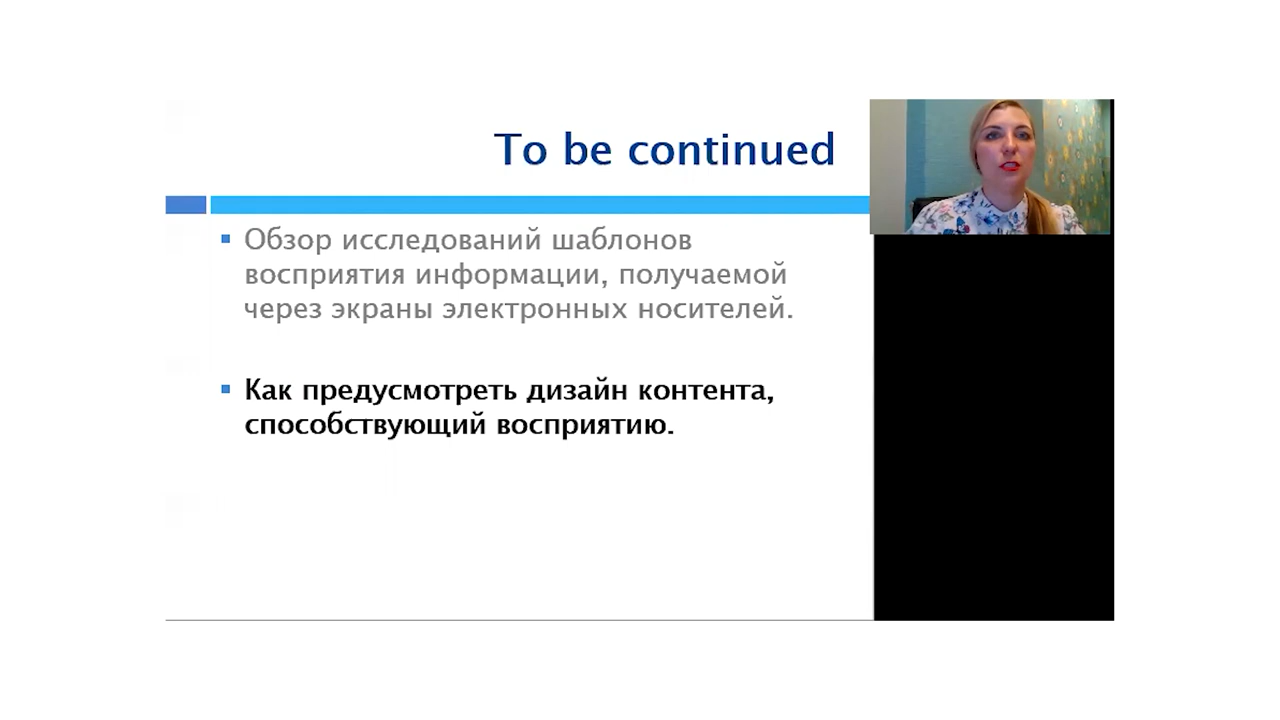 To be continued
Обзор исследований шаблонов
восприятия информации, получаемой
через экраны электронных носителей.
Как предусмотреть дизайн контента,
способствующий восприятию.